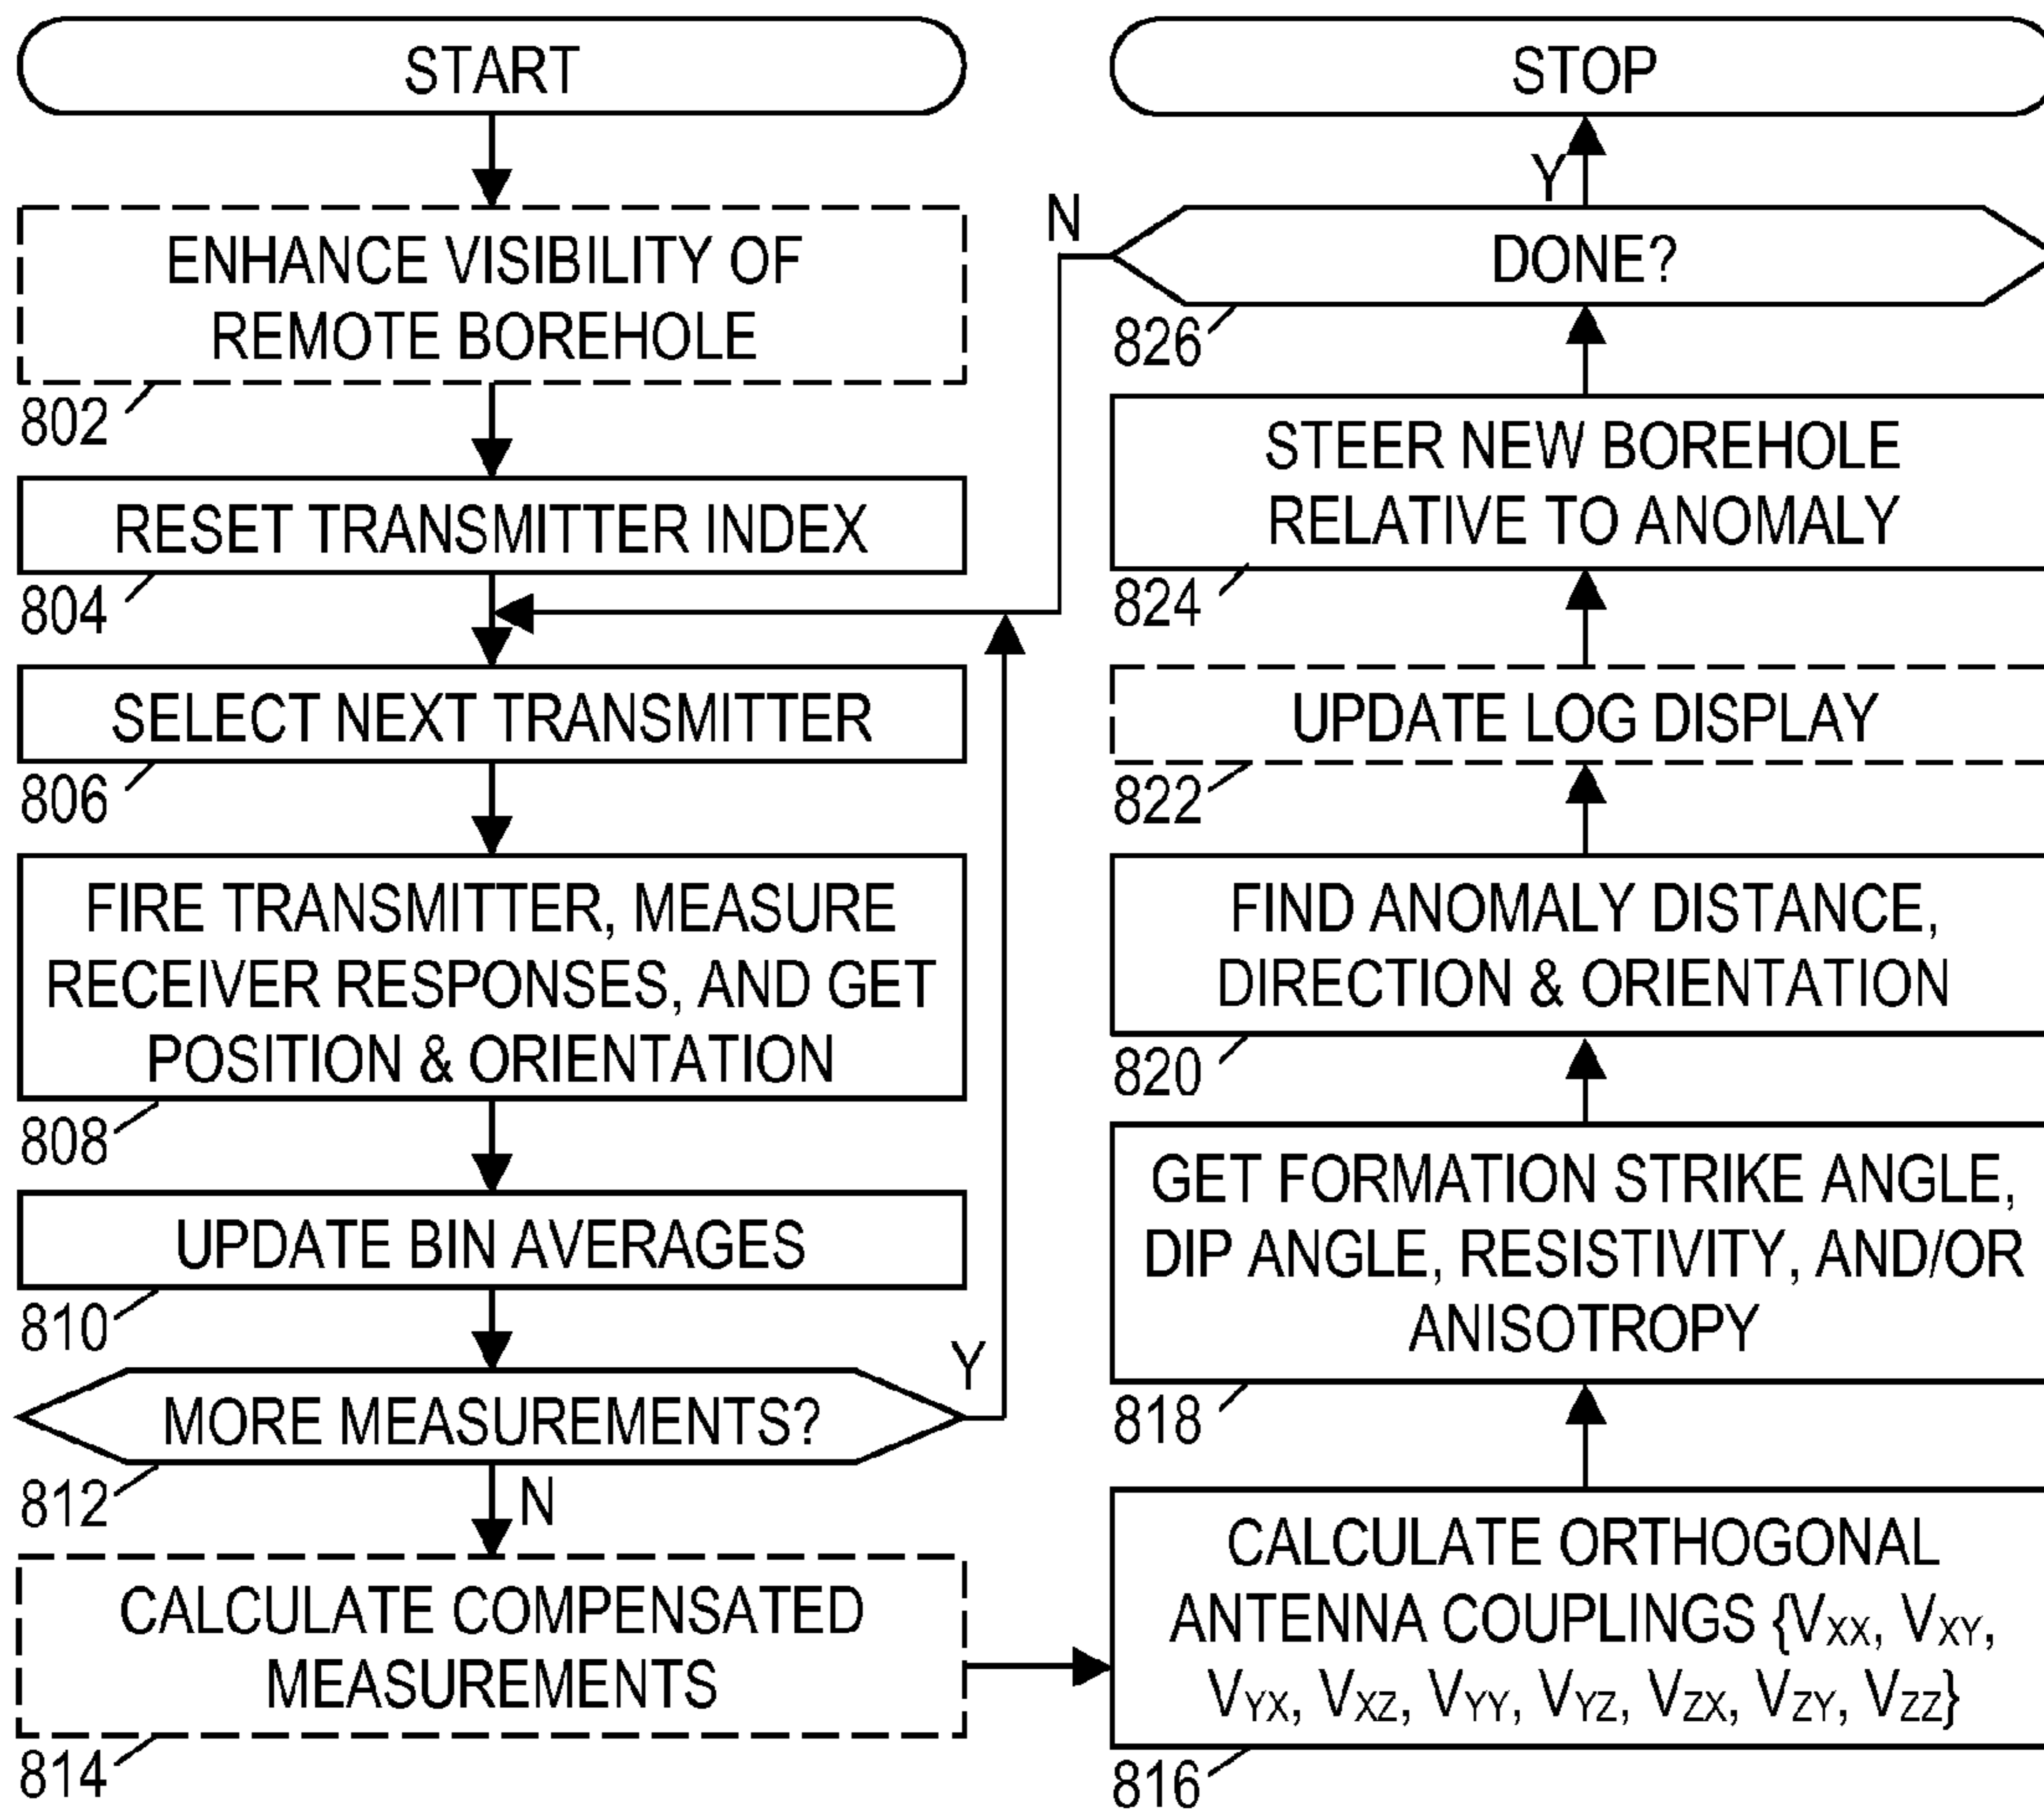 START
ENHANCE VISIBILITY OF
REMOTE BOREHOLE
802
RESET TRANSMITTER INDEX
804
SELECT NEXT TRANSMITTER
806
FIRE TRANSMITTER, MEASURE
RECEIVER RESPONSES, AND GET
POSITION & ORIENTATION
808
UPDATE BIN AVERAGES
810
MORE MEASUREMENTS?
Y
812
N
CALCULATE COMPENSATED
MEASUREMENTS
814
STOP
Y
N
DONE?
826
STEER NEW BOREHOLE
RELATIVE TO ANOMALY
824
UPDATE LOG DISPLAY
822
FIND ANOMALY DISTANCE,
DIRECTION & ORIENTATION
820
GET FORMATION STRIKE ANGLE,
DIP ANGLE, RESISTIVITY, AND/OR
ANISOTROPY
818
CALCULATE ORTHOGONAL
ANTENNA COUPLINGS {VXX, VXY,
VYX, VXZ, VYY, VYZ, VZX, VZY, VZZ}
816